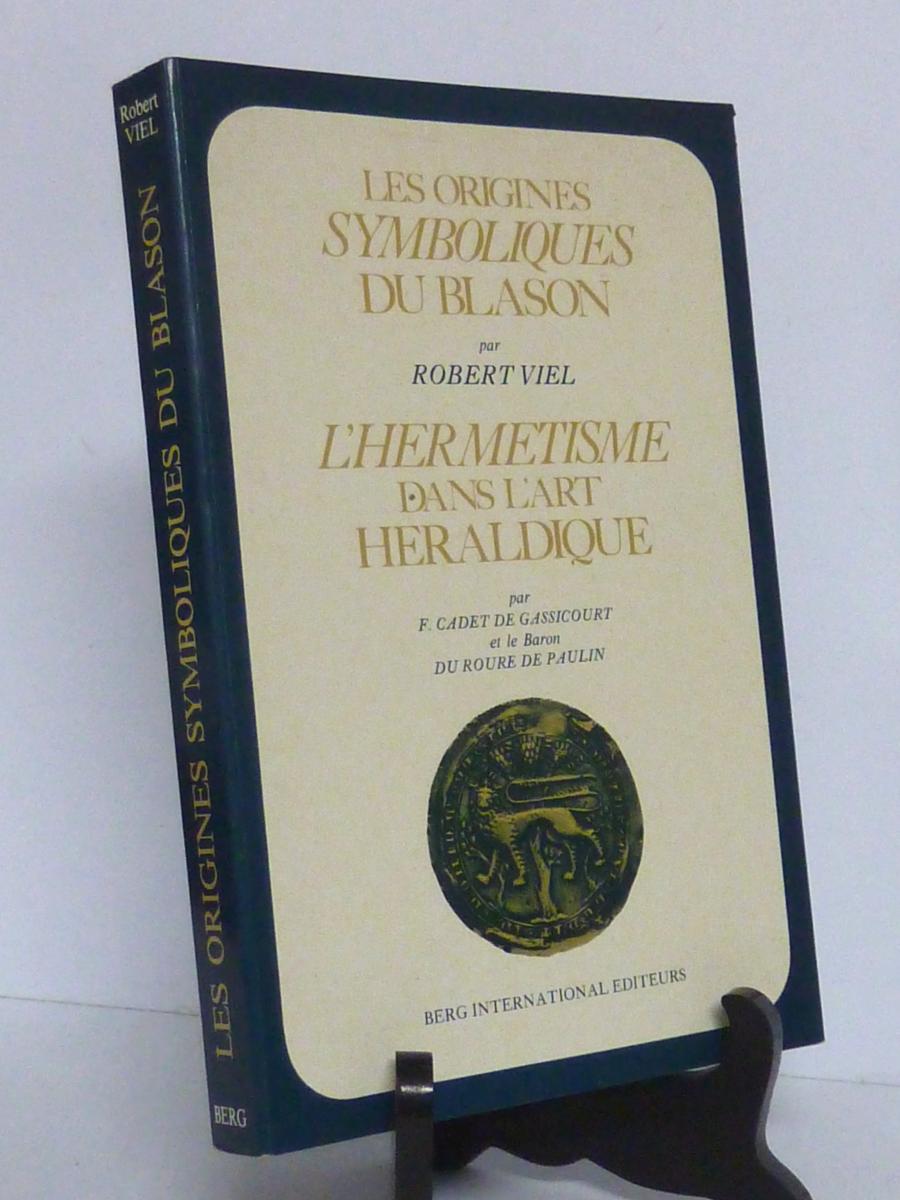 Robert
VIEL
LES ORIGINES SYMBOLIQUES DU BLASON
BERG
LES ORIGINES
SYMBOLIQUES
DU BLASON
par
ROBERT VIEL
L'HERMETISME
DANS L'ART
HERALDIQUE
par
F. CADET DE GASSICOURT
et le Baron
DU ROURE DE PAULIN
BERG INTERNATIONAL EDITEURS